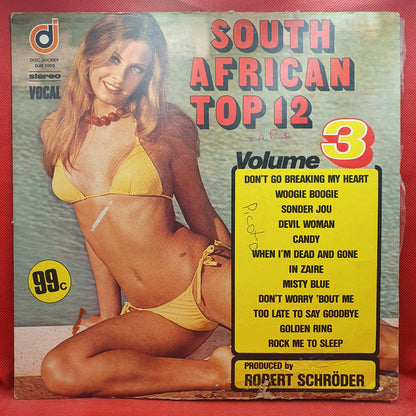 dj
DISC JOCKEY
DJR 1003
stereo
VOCAL
SOUTH
AFRICAN
TOP 12
Volume 3
DON'T GO BREAKING MY HEART
WOOGIE BOOGIE
SONDER JOU
DEVIL WOMAN
CANDY
WHEN I'M DEAD AND GONE
IN ZAIRE
MISTY BLUE
DON'T WORRY 'BOUT ME
TOO LATE TO SAY GOODBYE
GOLDEN RING
ROCK ME TO SLEEP
99c
PRODUCED by
ROBERT SCHRÖDER